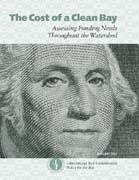 The Cost of a Clean Bay
Assessing Funding Needs
Throughout the Watershed
CHESAPEAKE BAY COMMISSION
Policy for the Bay